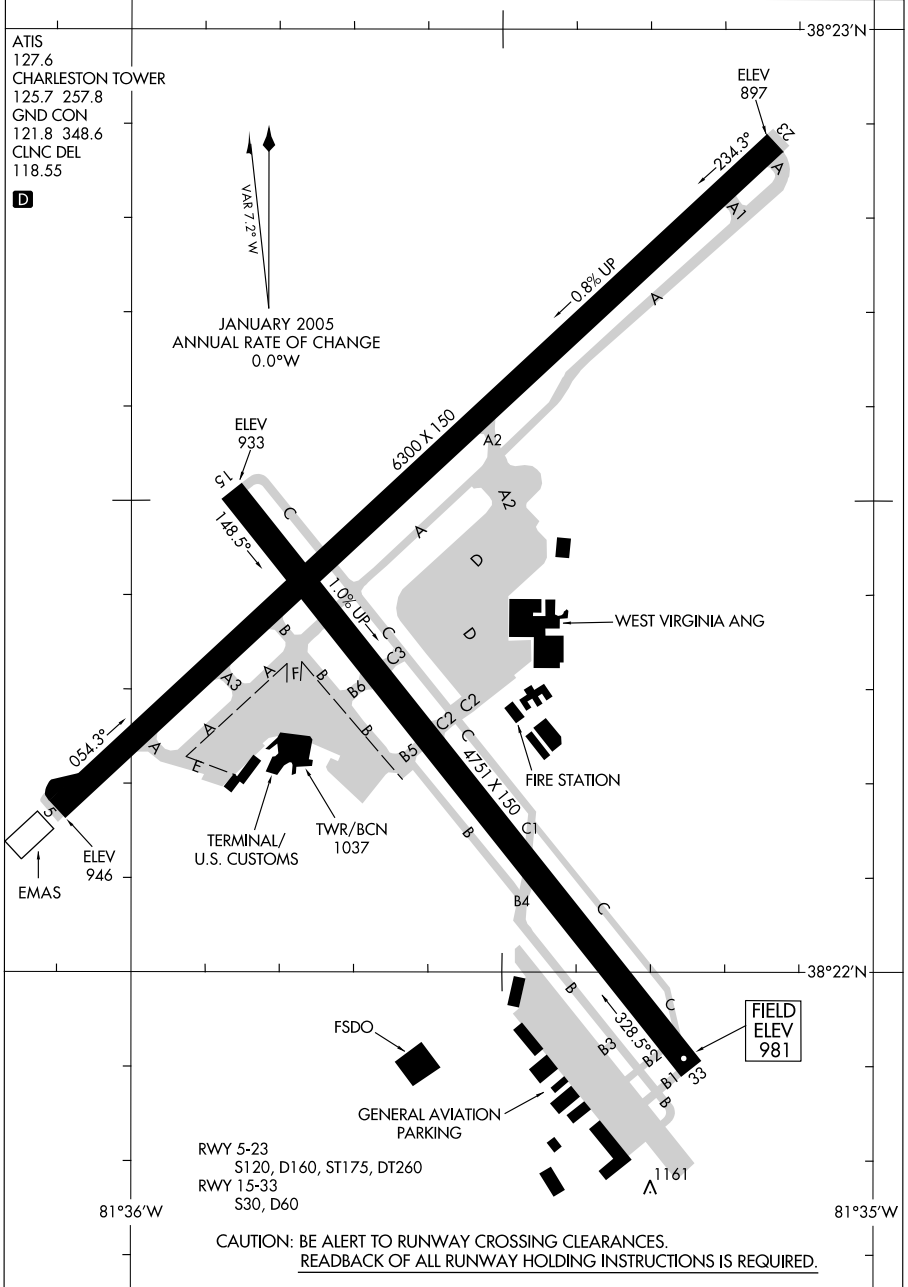 ATIS
127.6
CHARLESTON TOWER
125.7 257.8
GND CON
121.8 348.6
CLNC DEL
118.55
D
38°23'N
ELEV
897
23
234.3°
A
A1
VAR 7.2° W
0.8% UP
A
JANUARY 2005
ANNUAL RATE OF CHANGE
0.0°W
ELEV
933
6300 X 150
A2
15
A2
C
148.5°
A
D
1.0% UP
WEST VIRGINIA ANG
B
C
D
C3
A3
A
F
B
B6
C2
C2
A
B
C
054.3°
A
B5
E
4751 X 150
FIRE STATION
5
TERMINAL/
U.S. CUSTOMS
TWR/BCN
1037
B
C1
ELEV
946
EMAS
B4
C
38°22'N
B
C
328.5°
FIELD
ELEV
981
FSDO
B3
B2
B1
33
B
GENERAL AVIATION
PARKING
RWY 5-23
S120, D160, ST175, DT260
RWY 15-33
S30, D60
1161
81°36'W
81°35'W
CAUTION: BE ALERT TO RUNWAY CROSSING CLEARANCES.
READBACK OF ALL RUNWAY HOLDING INSTRUCTIONS IS REQUIRED.